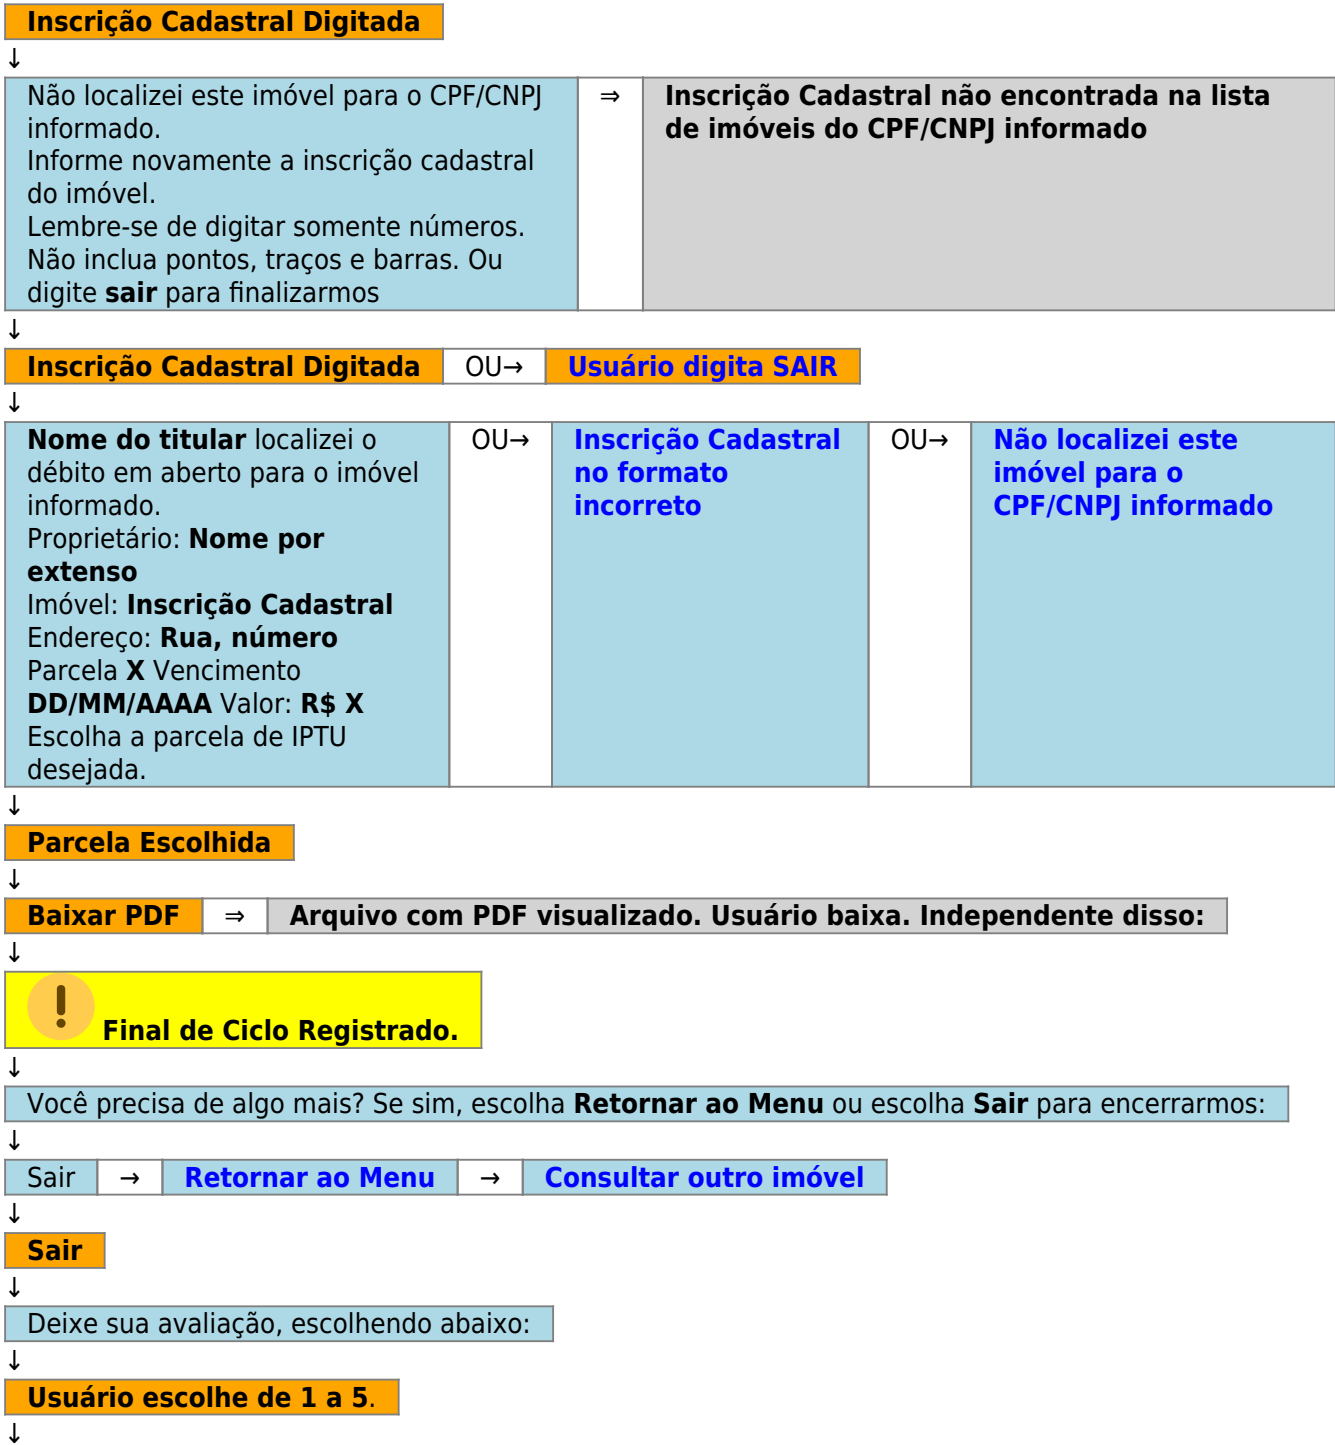 Inscrição Cadastral Digitada
↓
Não localizei este imóvel para o CPF/CNPJ
informado.
Informe novamente a inscrição cadastral
do imóvel.
Lembre-se de digitar somente números.
Não inclua pontos, traços e barras. Ou
digite sair para finalizarmos
⇒
Inscrição Cadastral não encontrada na lista
de imóveis do CPF/CNPJ informado
↓
Inscrição Cadastral Digitada OU→ Usuário digita SAIR
↓
Nome do titular localizei o
débito em aberto para o imóvel
informado.
Proprietário: Nome por
extenso
Imóvel: Inscrição Cadastral
Endereço: Rua, número
Parcela X Vencimento
DD/MM/AAAA Valor: R$ X
Escolha a parcela de IPTU
desejada.
OU→
Inscrição Cadastral
no formato
incorreto
OU→
Não localizei este
imóvel para o
CPF/CNPJ informado
↓
Parcela Escolhida
↓
Baixar PDF ⇒ Arquivo com PDF visualizado. Usuário baixa. Independente disso:
↓
! Final de Ciclo Registrado.
↓
Você precisa de algo mais? Se sim, escolha Retornar ao Menu ou escolha Sair para encerrarmos:
↓
Sair → Retornar ao Menu → Consultar outro imóvel
↓
Sair
↓
Deixe sua avaliação, escolhendo abaixo:
↓
Usuário escolhe de 1 a 5.
↓